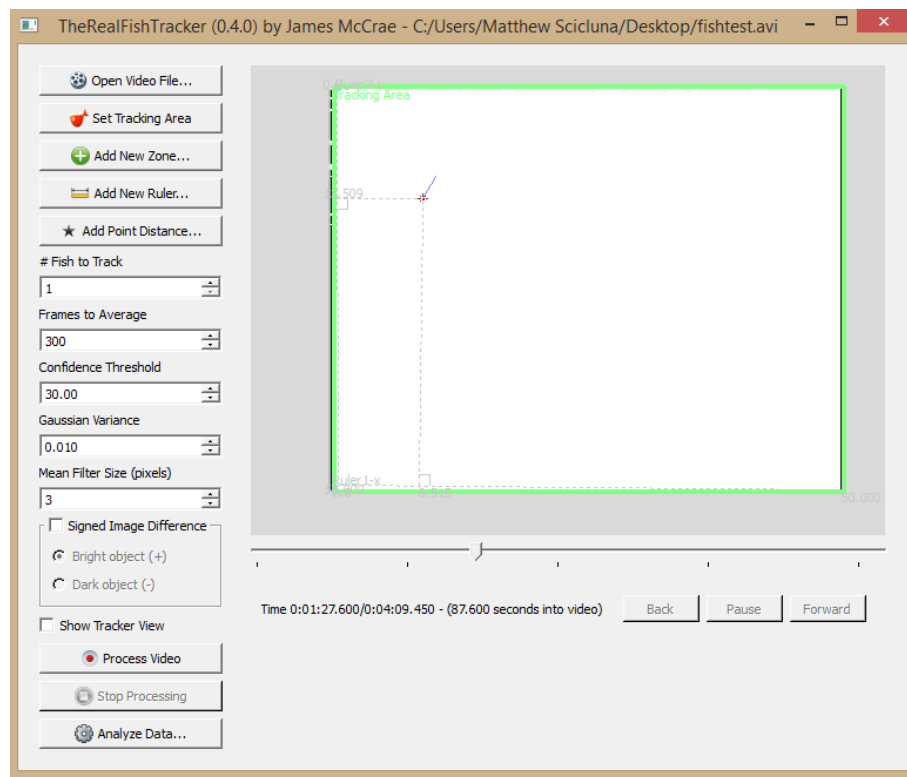 TheRealFishTracker (0.4.0) by James McCrae - C:/Users/Matthew Scicluna/Desktop/fishtest.avi
Open Video File...
Set Tracking Area
Add New Zone...
Add New Ruler...
Add Point Distance...
# Fish to Track
1
Frames to Average
300
Confidence Threshold
30.00
Gaussian Variance
0.010
Mean Filter Size (pixels)
3
Signed Image Difference
Bright object (+)
Dark object (-)
Show Tracker View
Process Video
Stop Processing
Analyze Data...
Tracking Area
Ruler1-x
50.000
Time 0:01:27.600/0:04:09.450 - (87.600 seconds into video)
Back
Pause
Forward